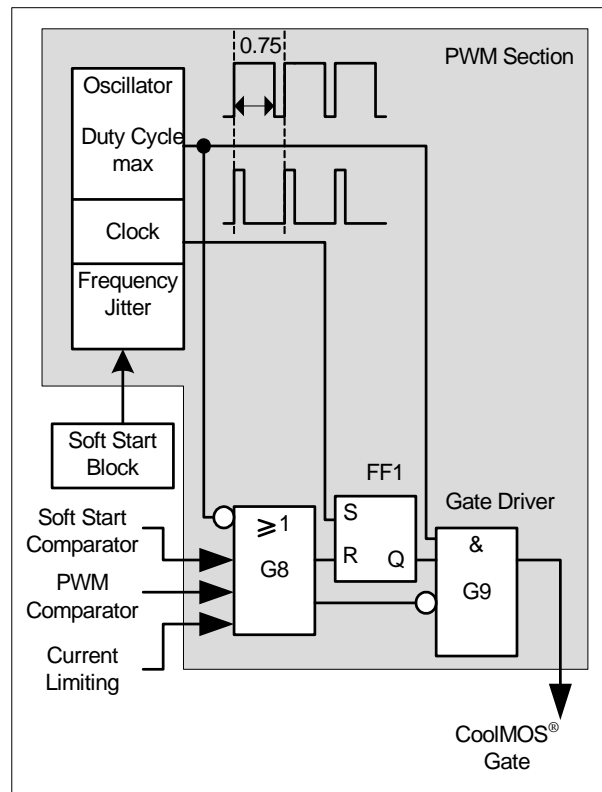 0.75
PWM Section
Oscillator
Duty Cycle
max
Clock
Frequency
Jitter
Soft Start
Block
FF1
Gate Driver
Soft Start
Comparator
PWM
Comparator
Current
Limiting
≥1
G8
S
R
Q
&
G9
CoolMOS®
Gate